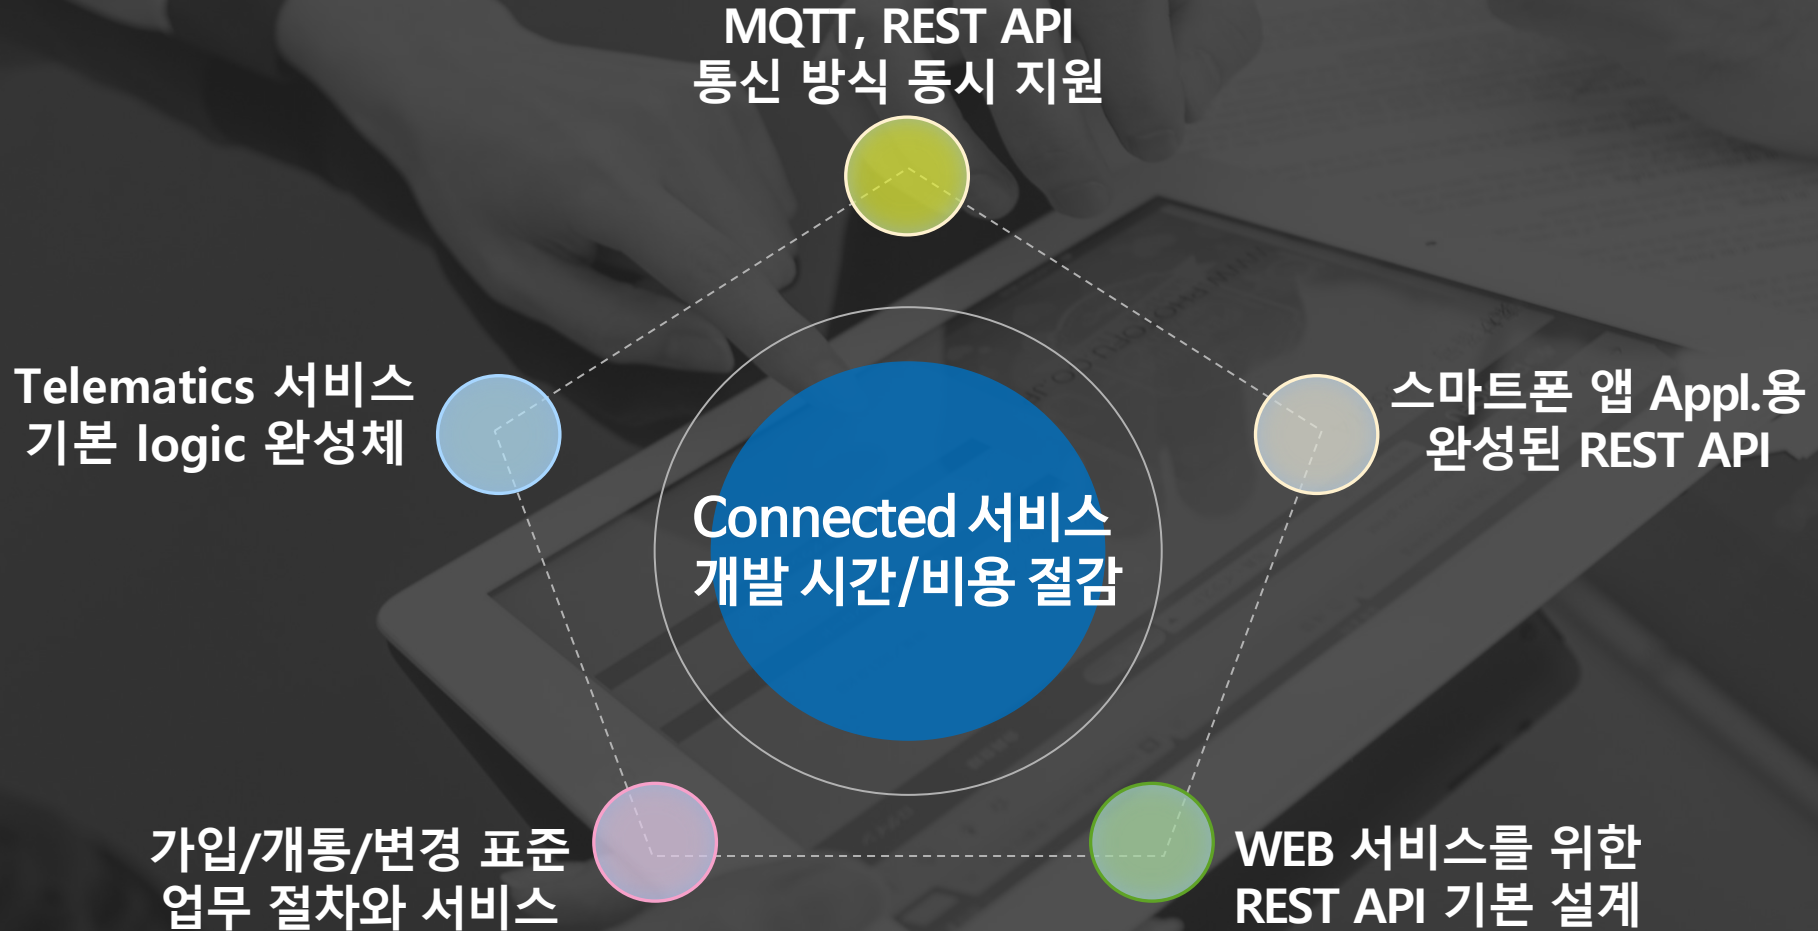 MQTT, REST API
통신 방식 동시 지원
Telematics 서비스
기본 logic 완성체
스마트폰 앱 Appl.용
완성된 REST API
Connected 서비스
개발 시간/비용 절감
가입/개통/변경 표준
업무 절차와 서비스
WEB 서비스를 위한
REST API 기본 설계